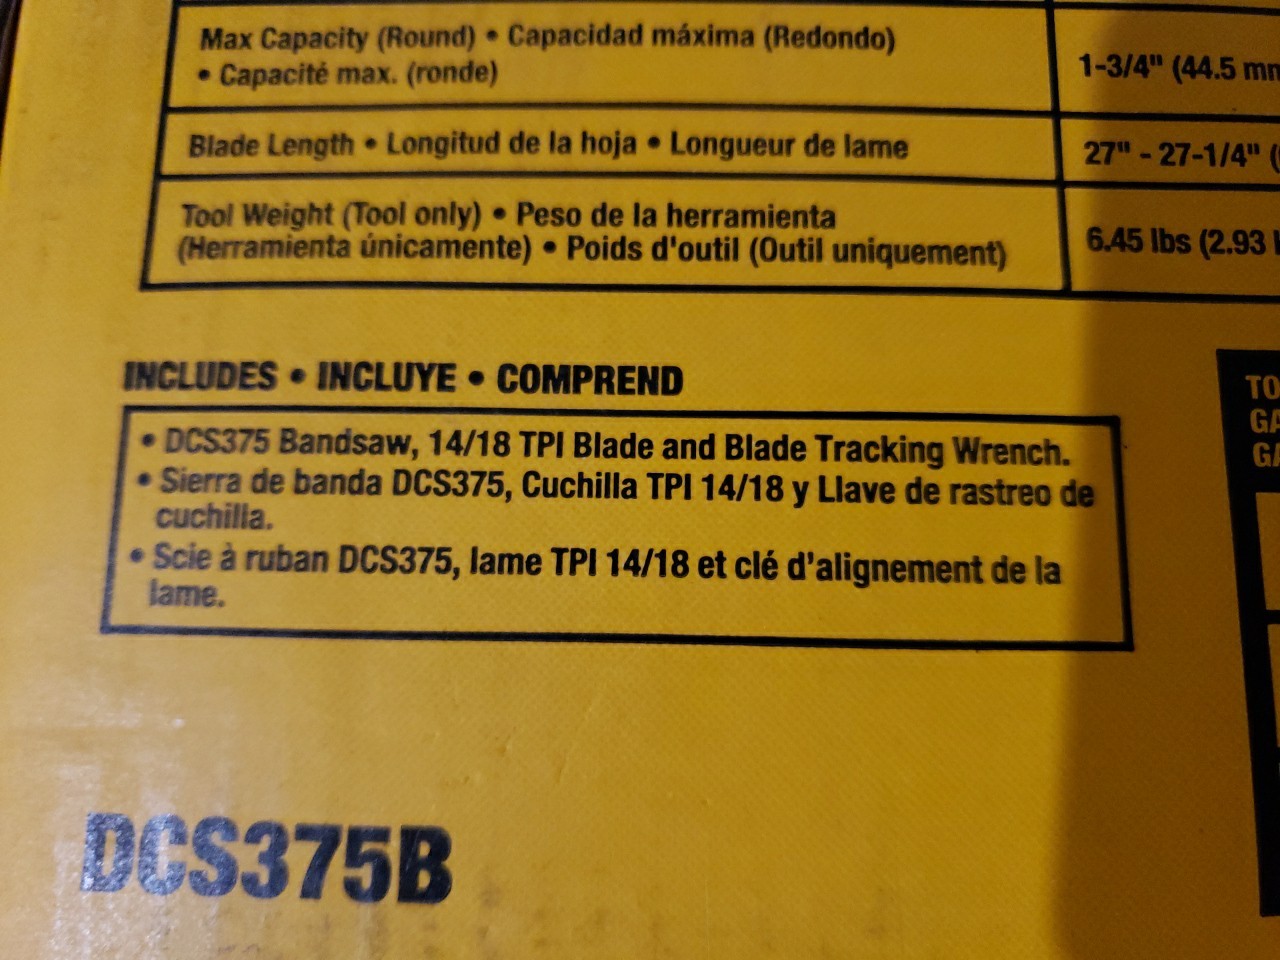 Max Capacity (Round) • Capacidad máxima (Redondo)
• Capacité max. (ronde)
1-3/4" (44.5 mm
Blade Length • Longitud de la hoja • Longueur de lame
27" - 27-1/4" (
Tool Weight (Tool only) • Peso de la herramienta
(Herramienta únicamente) • Poids d'outil (Outil uniquement)
6.45 lbs (2.93
INCLUDES • INCLUYE • COMPREND
• DCS375 Bandsaw, 14/18 TPI Blade and Blade Tracking Wrench.
• Sierra de banda DCS375, Cuchilla TPI 14/18 y Llave de rastreo de
cuchilla.
• Scie à ruban DCS375, lame TPI 14/18 et clé d'alignement de la
lame.
TO
GA
GA
DCS375B